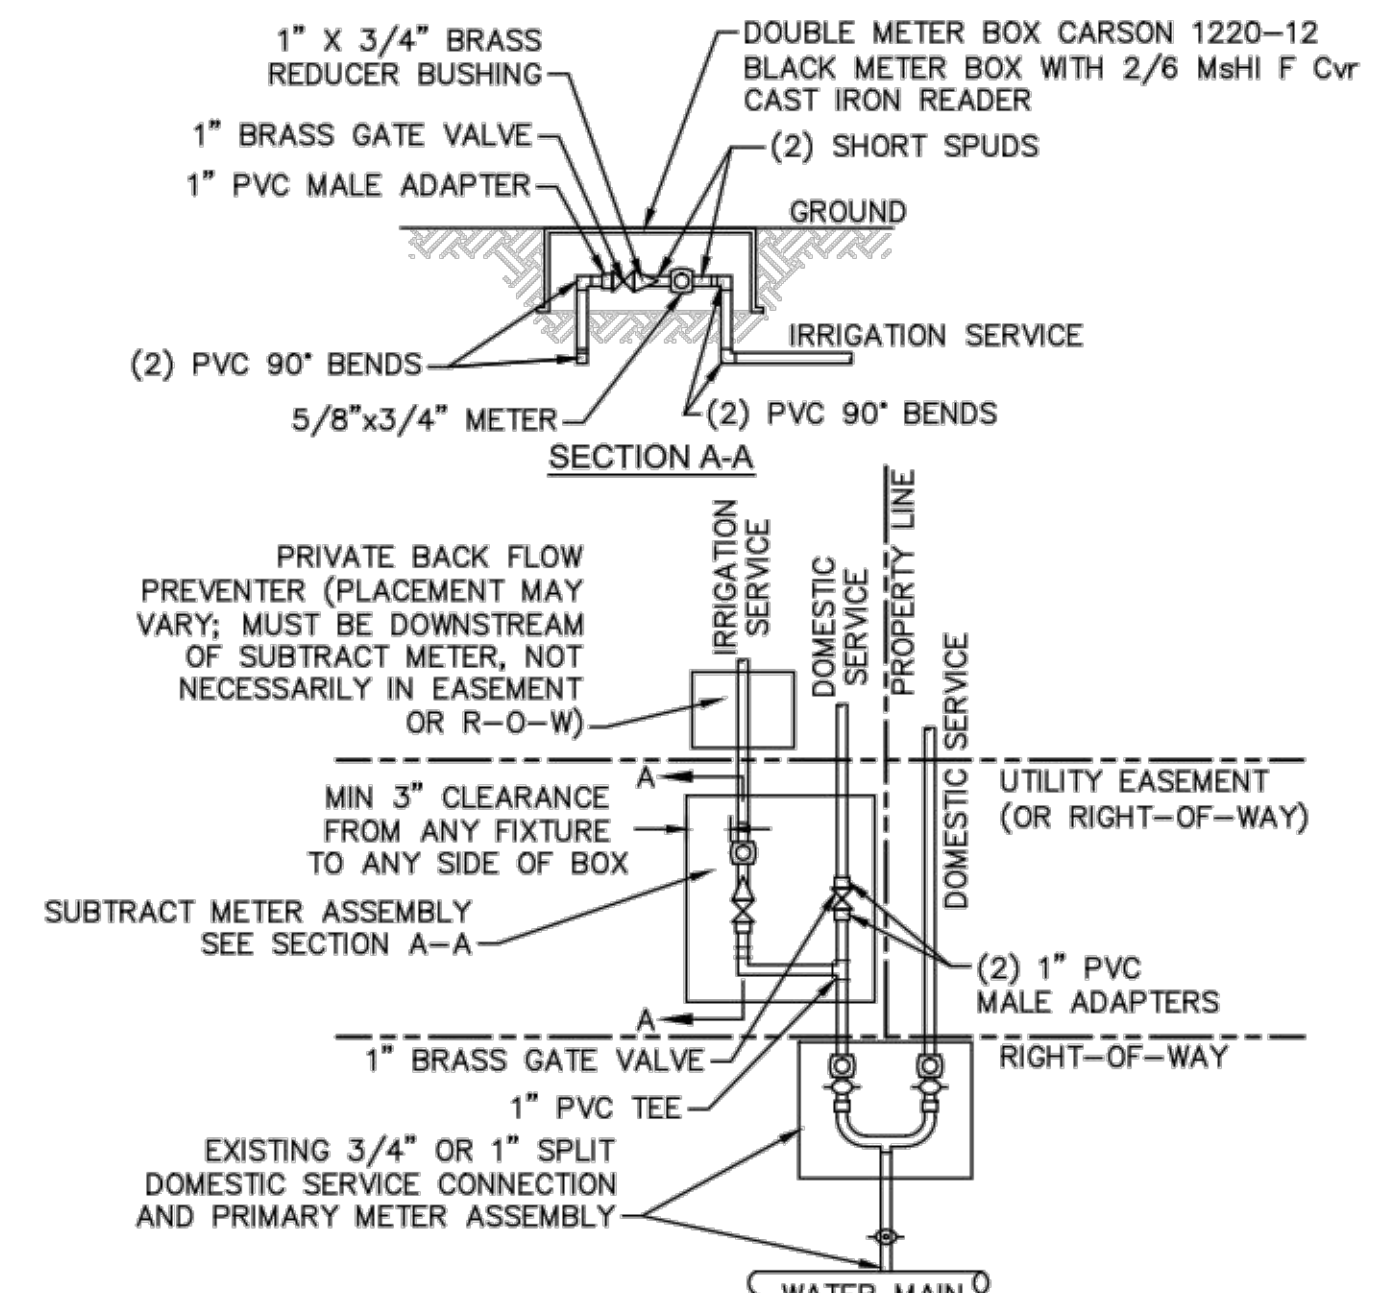 1" X 3/4" BRASS
REDUCER BUSHING
DOUBLE METER BOX CARSON 1220-12
BLACK METER BOX WITH 2/6 MsHI F Cvr
CAST IRON READER
1" BRASS GATE VALVE
(2) SHORT SPUDS
1" PVC MALE ADAPTER
GROUND
IRRIGATION SERVICE
(2) PVC 90° BENDS
5/8"x3/4" METER
(2) PVC 90° BENDS
SECTION A-A
PRIVATE BACK FLOW
PREVENTER (PLACEMENT MAY
VARY; MUST BE DOWNSTREAM
OF SUBTRACT METER, NOT
NECESSARILY IN EASEMENT
OR R-O-W)
IRRIGATION
SERVICE
DOMESTIC
SERVICE
PROPERTY LINE
DOMESTIC SERVICE
A
UTILITY EASEMENT
(OR RIGHT-OF-WAY)
MIN 3" CLEARANCE
FROM ANY FIXTURE
TO ANY SIDE OF BOX
SUBTRACT METER ASSEMBLY
SEE SECTION A-A
(2) 1" PVC
MALE ADAPTERS
A
1" BRASS GATE VALVE
RIGHT-OF-WAY
1" PVC TEE
EXISTING 3/4" OR 1" SPLIT
DOMESTIC SERVICE CONNECTION
AND PRIMARY METER ASSEMBLY
WATER MAIN